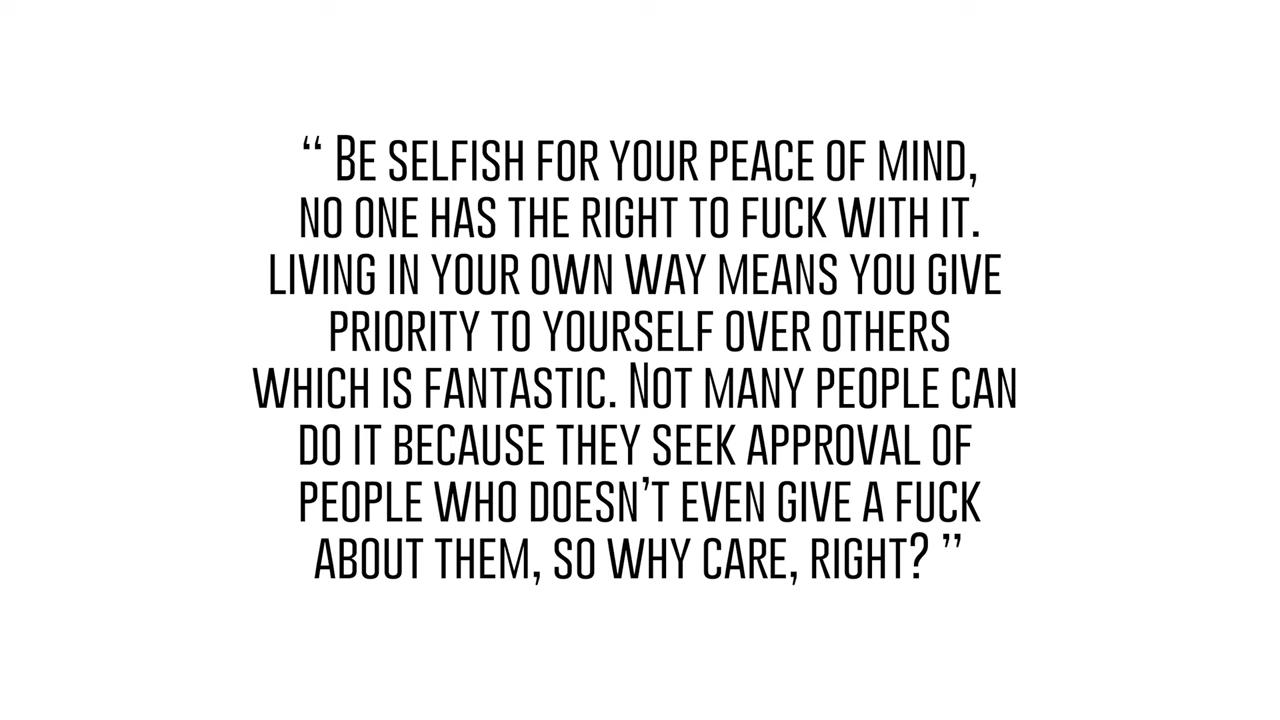 “ Be selfish for your peace of mind,
no one has the right to fuck with it.
living in your own way means you give
priority to yourself over others
which is fantastic. Not many people can
do it because they seek approval of
people who doesn’t even give a fuck
about them, so why care, right? ”